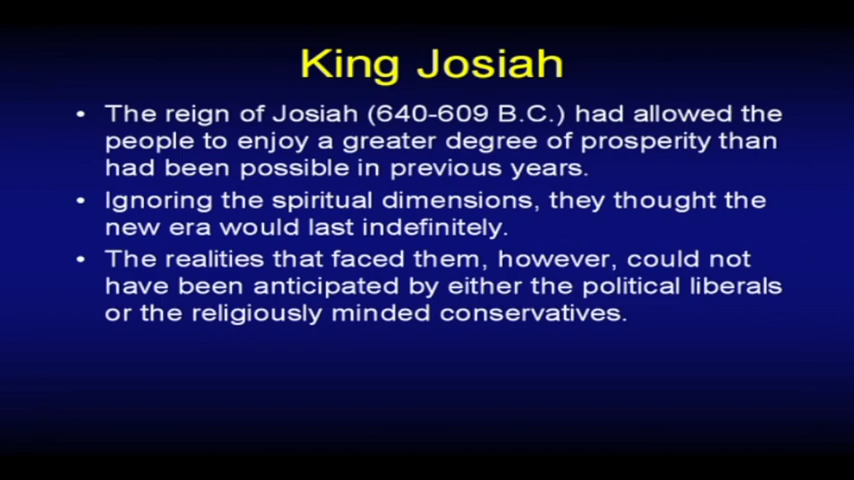 King Josiah
• The reign of Josiah (640-609 B.C.) had allowed the
people to enjoy a greater degree of prosperity than
had been possible in previous years.
• Ignoring the spiritual dimensions, they thought the
new era would last indefinitely.
• The realities that faced them, however, could not
have been anticipated by either the political liberals
or the religiously minded conservatives.